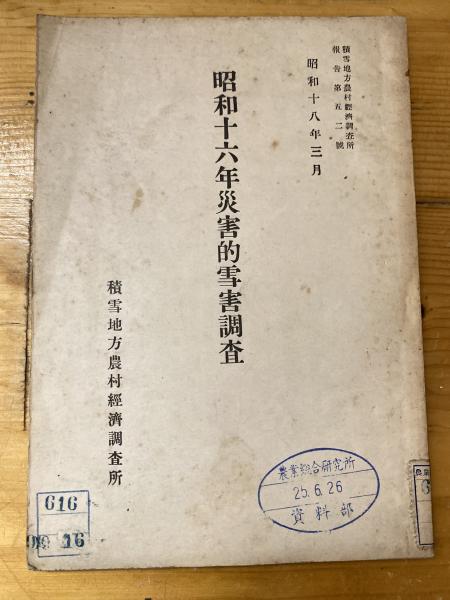 積雪地方農村經濟調査所
報告第五二號
昭和十八年三月
昭和十六年災害的雪害調査
積雪地方農村經濟調査所
農業総合研究所
25.6.26
資料部
616
16